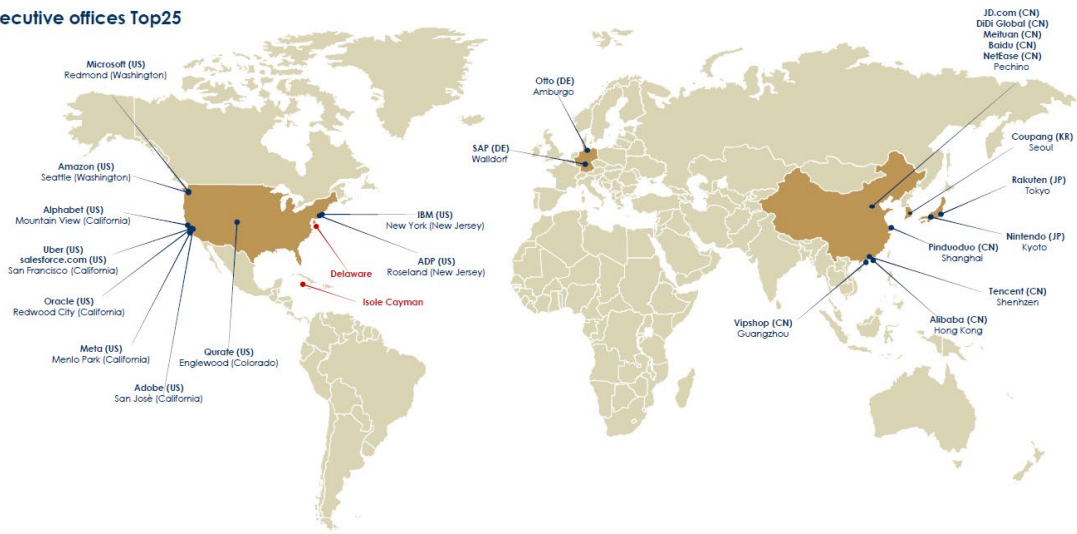 ecutive offices Top25
Microsoft (US)
Redmond (Washington)
Amazon (US)
Seattle (Washington)
Alphabet (US)
Mountain View (California)
Uber (US)
salesforce.com (US)
San Francisco (California)
Oracle (US)
Redwood City (California)
Meta (US)
Menlo Park (California)
Adobe (US)
San Josè (California)
Qurate (US)
Englewood (Colorado)
IBM (US)
New York (New Jersey)
ADP (US)
Roseland (New Jersey)
Delaware
Isole Cayman
Otto (DE)
Amburgo
SAP (DE)
Walldorf
JD.com (CN)
DiDi Global (CN)
Meituan (CN)
Baidu (CN)
NetEase (CN)
Pechino
Coupang (KR)
Seoul
Rakuten (JP)
Tokyo
Nintendo (JP)
Kyoto
Pinduoduo (CN)
Shanghai
Tencent (CN)
Shenhzen
Alibaba (CN)
Hong Kong
Vipshop (CN)
Guangzhou